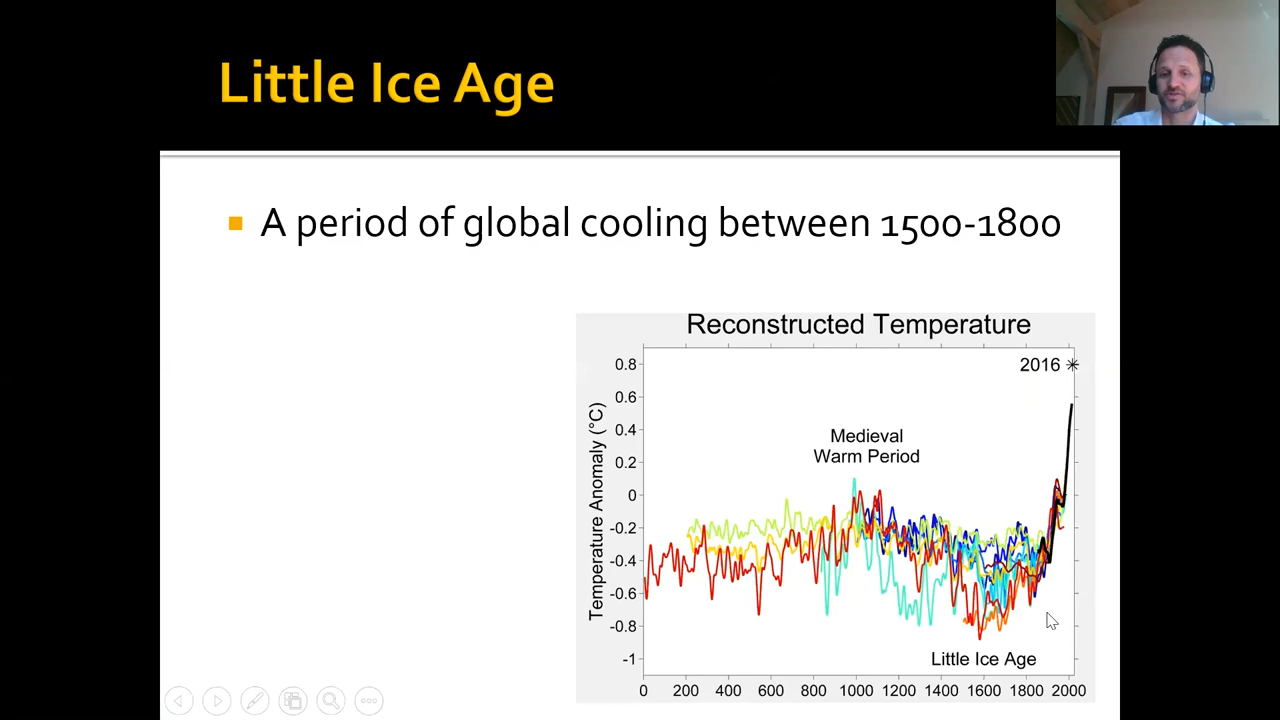 Little Ice Age
A period of global cooling between 1500-1800
Reconstructed Temperature
2016
0.8
0.6
0.4
0.2
0
-0.2
-0.4
-0.6
-0.8
-1
Temperature Anomaly (°C)
Medieval
Warm Period
Little Ice Age
0 200 400 600 800 1000 1200 1400 1600 1800 2000